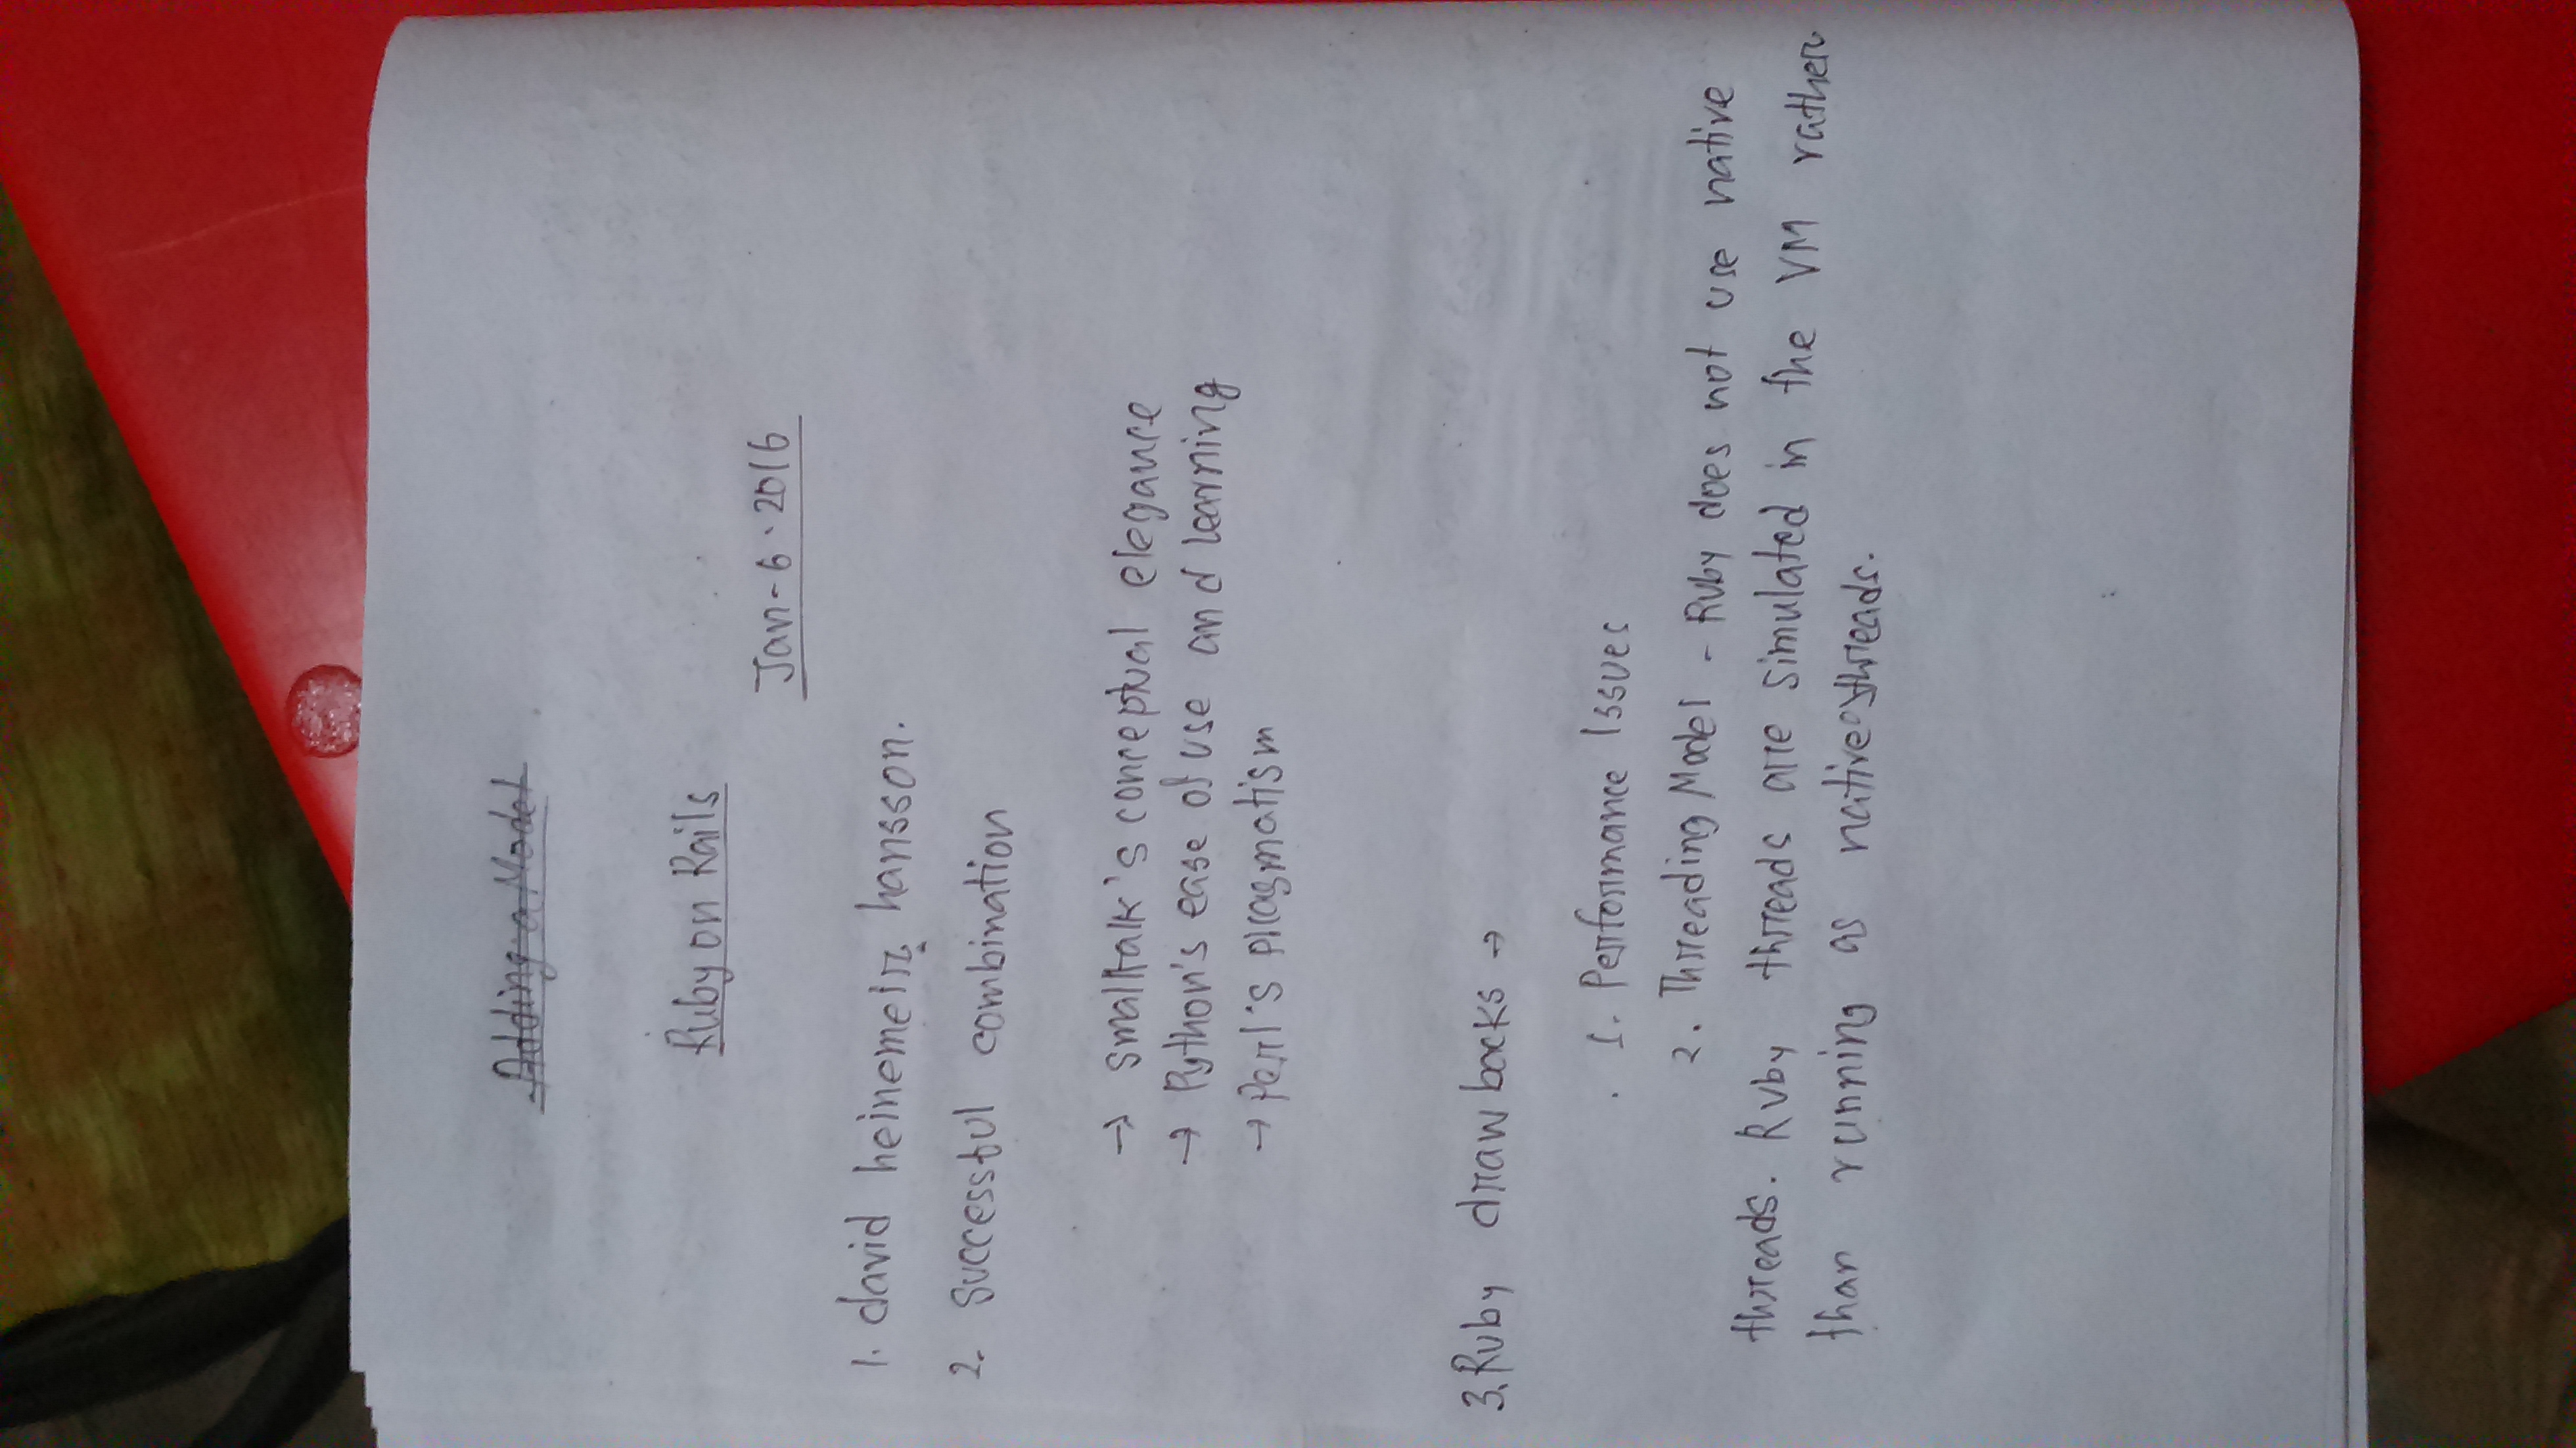 Adding a Model
Ruby on Rails
Jan-6.2016
1. david heinemeir hansson.
2. successful combination
→ smalltalk's conceptual elegance
→ Python's ease of use and learning
→ Perl's pragmatism
3. Ruby drawbacks →
1. Performance Issues
2. Threading Model - Ruby does not use native
threads. Ruby threads are simulated in the VM rather
than running as native threads.